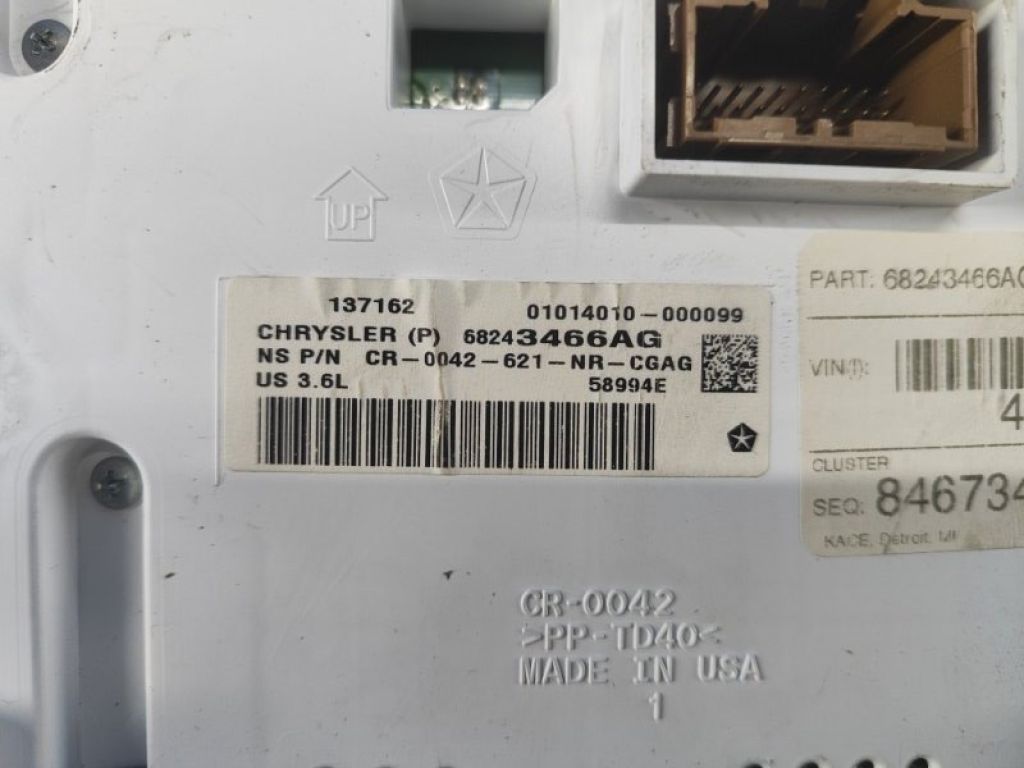 UP
137162 01014010-000099
CHRYSLER (P) 68243466AG
NS P/N CR-0042-621-NR-CGAG
US 3.6L 58994E
PART: 68243466AG
VIN(f):
4
CLUSTER
SEQ: 846734
KACE, Detroit, MI
CR-0042
>PP-TD40<
MADE IN USA
1